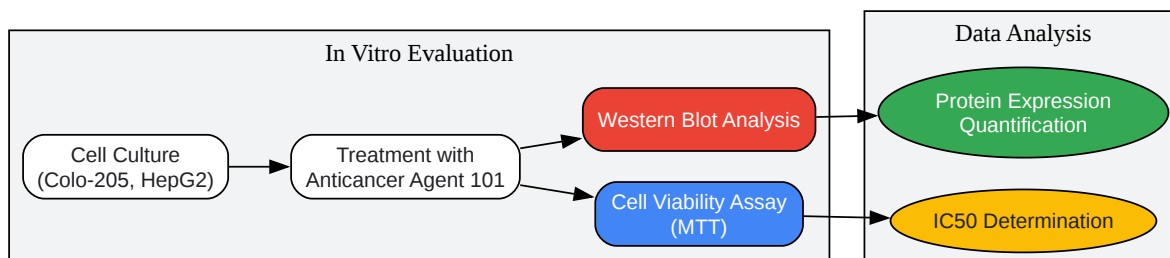 In Vitro Evaluation
Cell Culture
(Colo-205, HepG2)
Treatment with
Anticancer Agent 101
Western Blot Analysis
Cell Viability Assay
(MTT)
Data Analysis
Protein Expression
Quantification
IC50 Determination